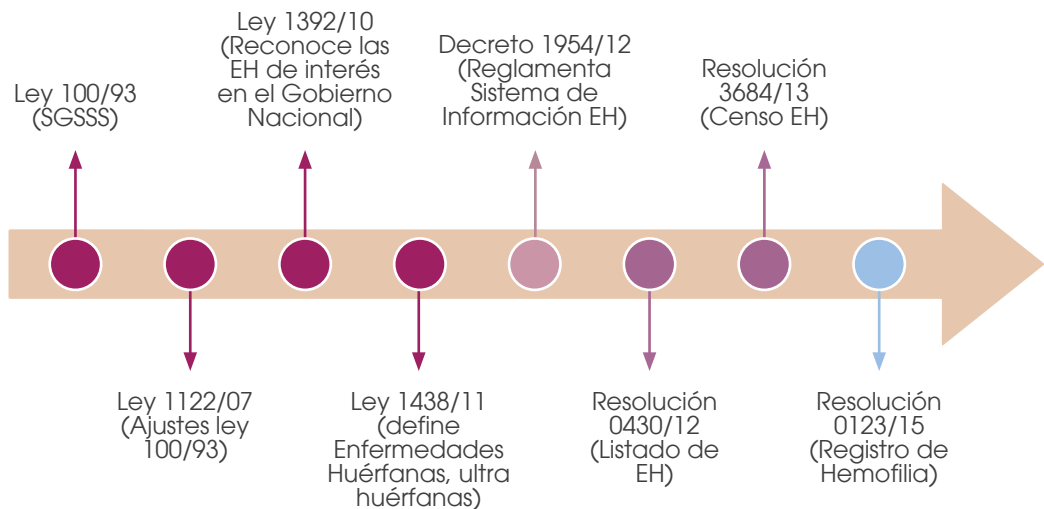 Ley 100/93
(SGSSS)
Ley 1392/10
(Reconoce las
EH de interés
en el Gobierno
Nacional)
Decreto 1954/12
(Reglamenta
Sistema de
Información EH)
Resolución
3684/13
(Censo EH)
Ley 1122/07
(Ajustes ley
100/93)
Ley 1438/11
(define
Enfermedades
Huérfanas, ultra
huérfanas)
Resolución
0430/12
(Listado de
EH)
Resolución
0123/15
(Registro de
Hemofilia)